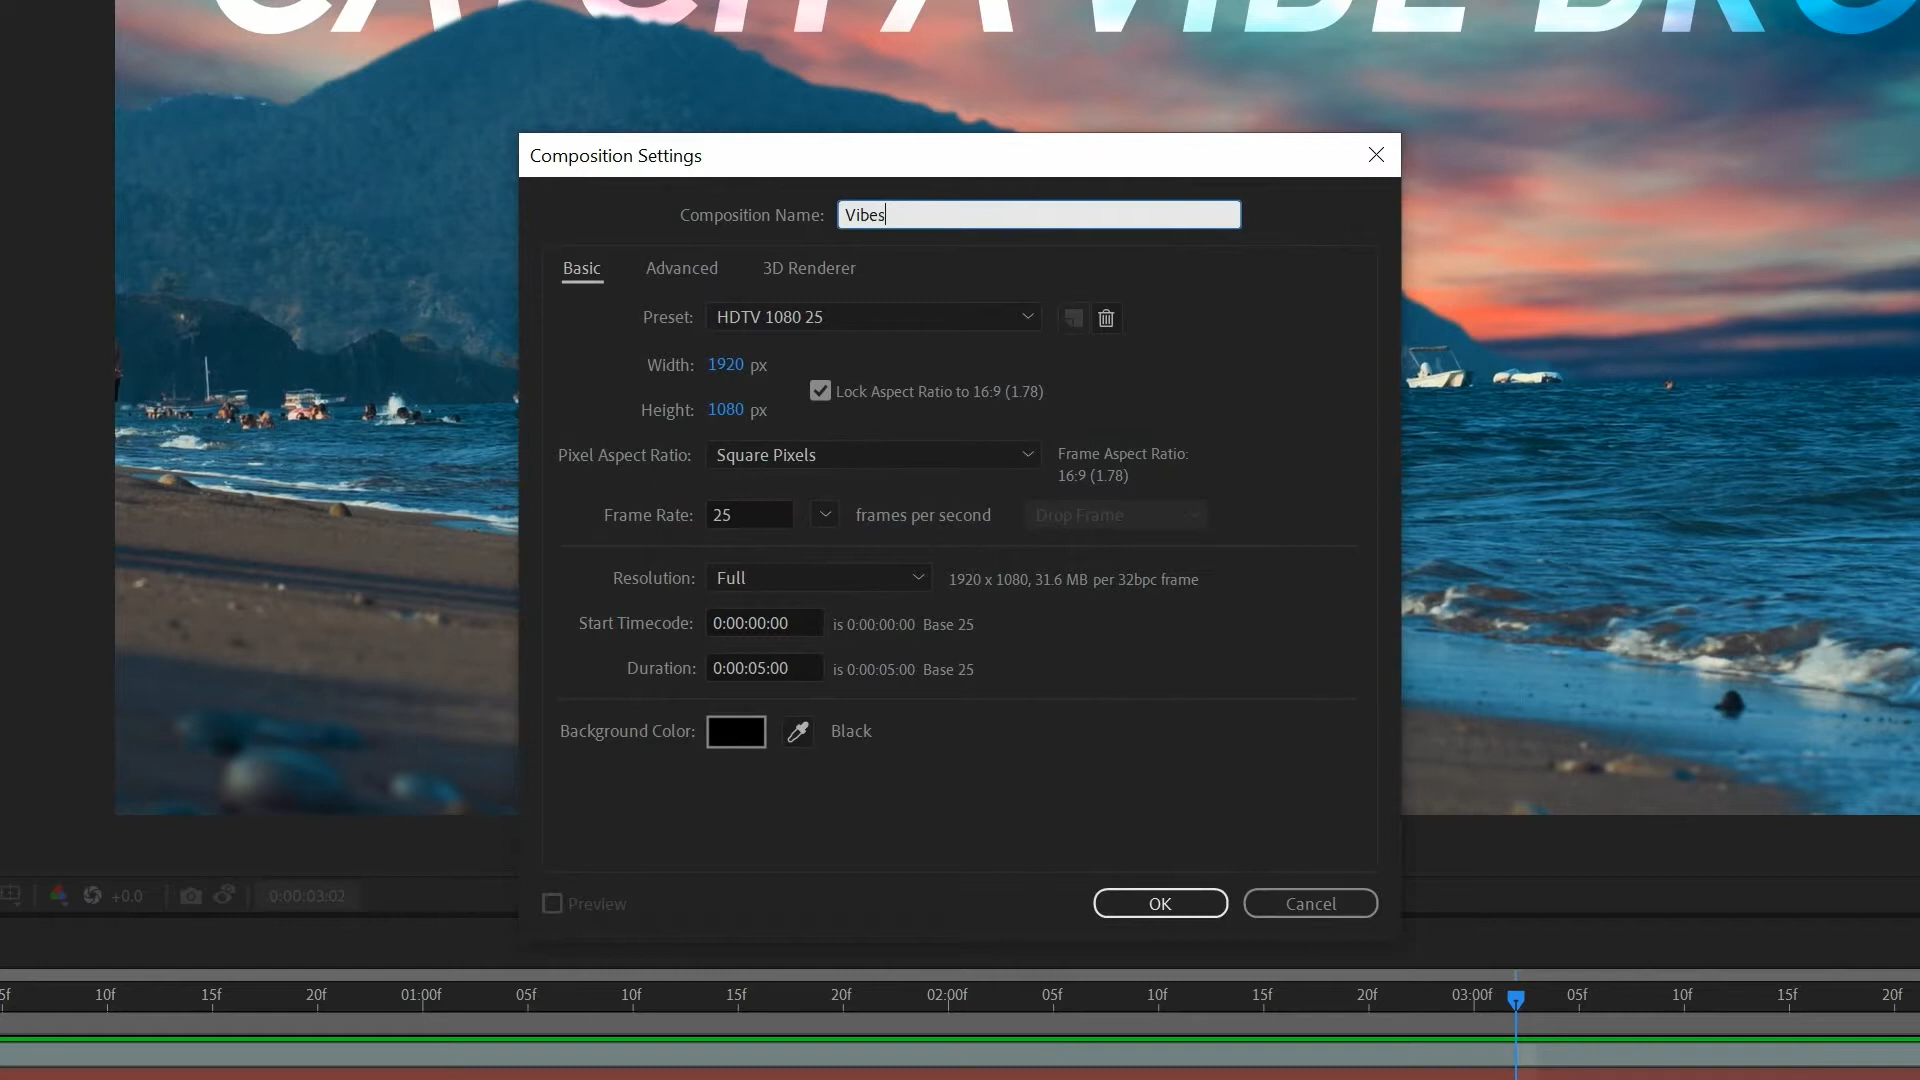 CATCH A VIBE BRO
Composition Settings
Composition Name: Vibes
Basic Advanced 3D Renderer
Preset: HDTV 1080 25
Width: 1920 px
Lock Aspect Ratio to 16:9 (1.78)
Height: 1080 px
Pixel Aspect Ratio: Square Pixels Frame Aspect Ratio:
16:9 (1.78)
Frame Rate: 25 frames per second Drop Frame
Resolution: Full 1920 x 1080, 31.6 MB per 32bpc frame
Start Timecode: 0:00:00:00 is 0:00:00:00 Base 25
Duration: 0:00:05:00 is 0:00:05:00 Base 25
Background Color: Black
+0.0 0:00:03:02 Preview OK Cancel
5f 10f 15f 20f 01:00f 05f 10f 15f 20f 02:00f 05f 10f 15f 20f 03:00f 05f 10f 15f 20f